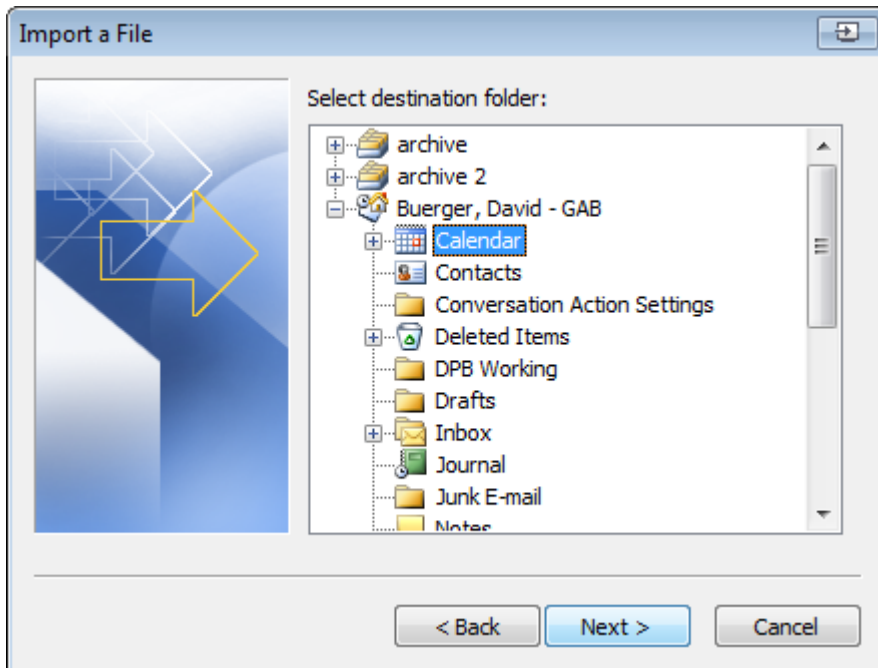 Import a File
Select destination folder:
archive
archive 2
Buerger, David - GAB
Calendar
Contacts
Conversation Action Settings
Deleted Items
DPB Working
Drafts
Inbox
Journal
Junk E-mail
Notes
< Back Next > Cancel